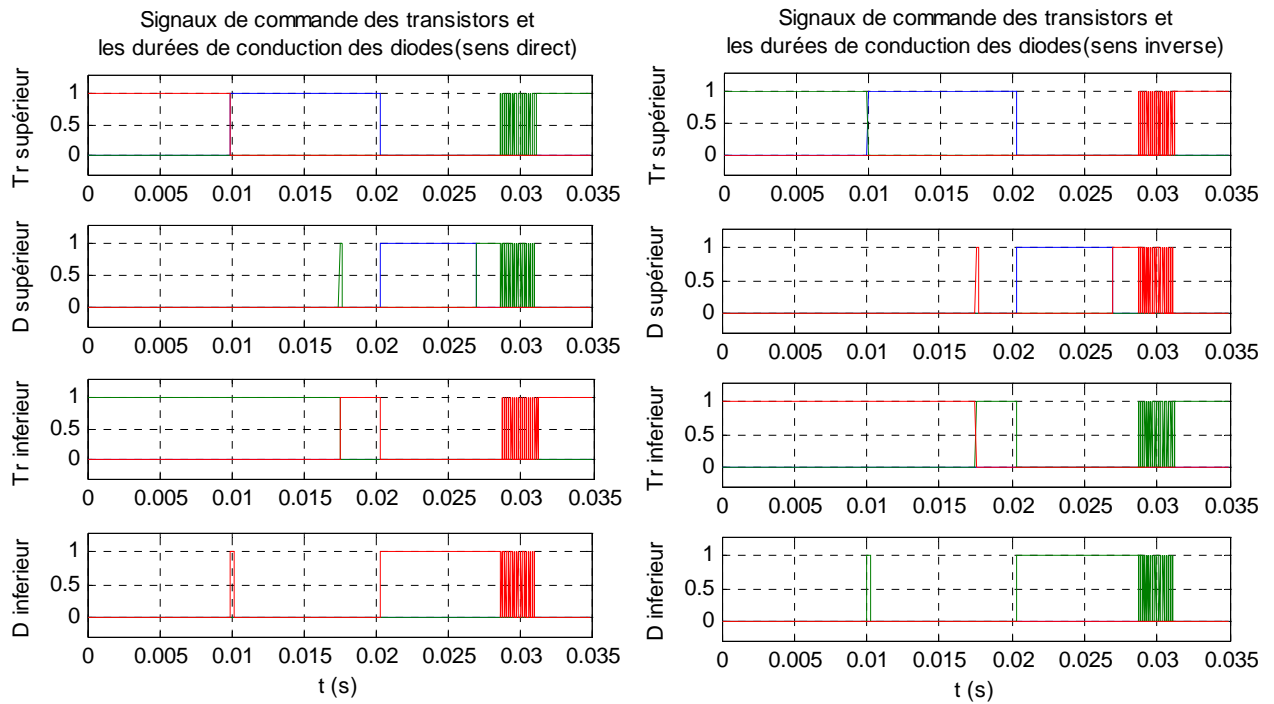 Signaux de commande des transistors et
les durées de conduction des diodes(sens direct)
Tr supérieur
1
0.5
0
0 0.005 0.01 0.015 0.02 0.025 0.03 0.035
D supérieur
1
0.5
0
0 0.005 0.01 0.015 0.02 0.025 0.03 0.035
Tr inferieur
1
0.5
0
0 0.005 0.01 0.015 0.02 0.025 0.03 0.035
D inferieur
1
0.5
0
0 0.005 0.01 0.015 0.02 0.025 0.03 0.035
t (s)
Signaux de commande des transistors et
les durées de conduction des diodes(sens inverse)
Tr supérieur
1
0.5
0
0 0.005 0.01 0.015 0.02 0.025 0.03 0.035
D supérieur
1
0.5
0
0 0.005 0.01 0.015 0.02 0.025 0.03 0.035
Tr inferieur
1
0.5
0
0 0.005 0.01 0.015 0.02 0.025 0.03 0.035
D inferieur
1
0.5
0
0 0.005 0.01 0.015 0.02 0.025 0.03 0.035
t (s)